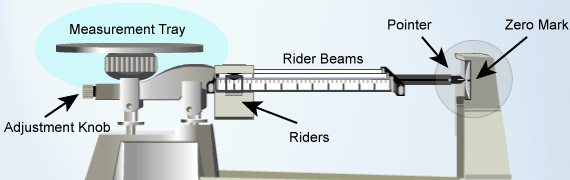 Measurement Tray
Pointer
Zero Mark
Rider Beams
Adjustment Knob
Riders